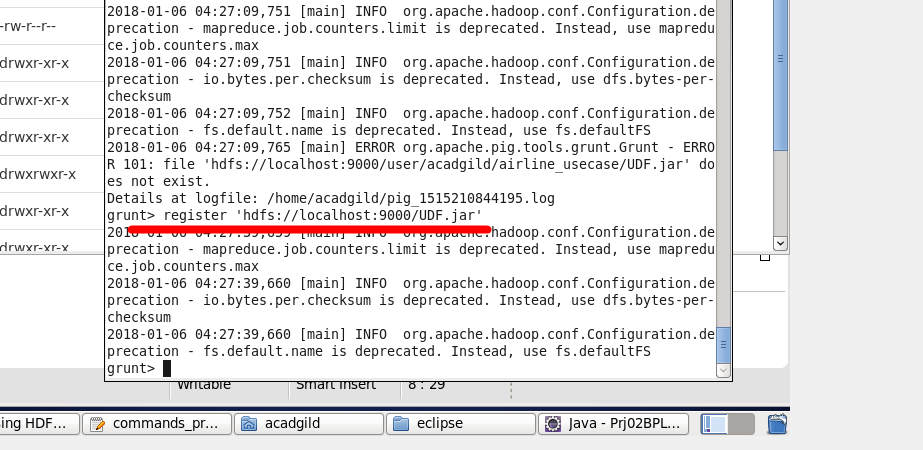 -rw-r--r--
drwxr-xr-x
drwxr-xr-x
drwxr-xr-x
drwxrwxr-x
drwxr-xr-x
drwxr-xr-x
2018-01-06 04:27:09,751 [main] INFO  org.apache.hadoop.conf.Configuration.de
precation - mapreduce.job.counters.limit is deprecated. Instead, use mapredu
ce.job.counters.max
2018-01-06 04:27:09,751 [main] INFO  org.apache.hadoop.conf.Configuration.de
precation - io.bytes.per.checksum is deprecated. Instead, use dfs.bytes-per-
checksum
2018-01-06 04:27:09,752 [main] INFO  org.apache.hadoop.conf.Configuration.de
precation - fs.default.name is deprecated. Instead, use fs.defaultFS
2018-01-06 04:27:09,765 [main] ERROR org.apache.pig.tools.grunt.Grunt - ERRO
R 101: file 'hdfs://localhost:9000/user/acadgild/airline_usecase/UDF.jar' do
es not exist.
Details at logfile: /home/acadgild/pig_1515210844195.log
grunt> register 'hdfs://localhost:9000/UDF.jar'
2018-01-06 04:27:39,659 [main] INFO  org.apache.hadoop.conf.Configuration.de
precation - mapreduce.job.counters.limit is deprecated. Instead, use mapredu
ce.job.counters.max
2018-01-06 04:27:39,660 [main] INFO  org.apache.hadoop.conf.Configuration.de
precation - io.bytes.per.checksum is deprecated. Instead, use dfs.bytes-per-
checksum
2018-01-06 04:27:39,660 [main] INFO  org.apache.hadoop.conf.Configuration.de
precation - fs.default.name is deprecated. Instead, use fs.defaultFS
grunt>
Writable Smart Insert 8 : 29
ing HDF... commands_pr... acadgild eclipse Java - Prj02BPL...